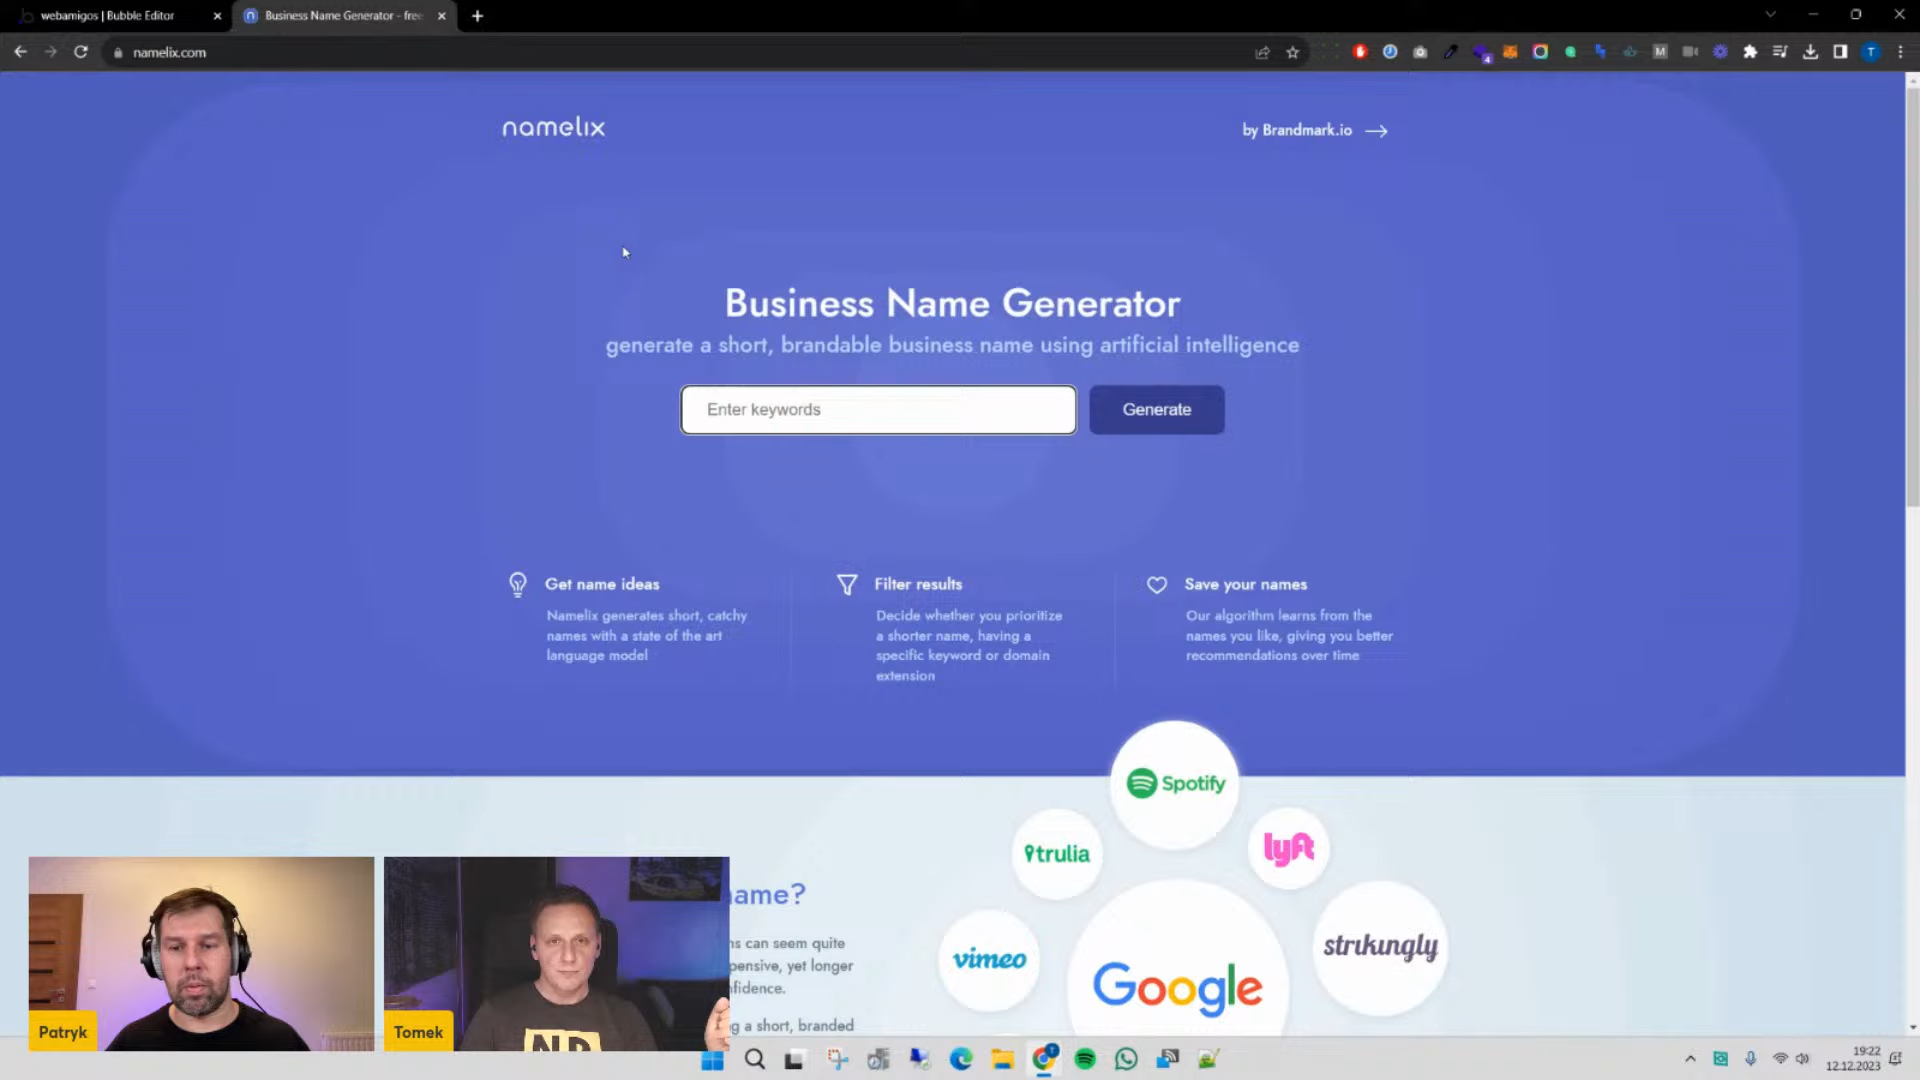 webamigos | Bubble Editor
Business Name Generator - free
namelix.com
namelix
by Brandmark.io
Business Name Generator
generate a short, brandable business name using artificial intelligence
Enter keywords
Generate
Get name ideas
Namelix generates short, catchy
names with a state of the art
language model
Filter results
Decide whether you prioritize
a shorter name, having a
specific keyword or domain
extension
Save your names
Our algorithm learns from the
names you like, giving you better
recommendations over time
Spotify
trulia
lyft
vimeo
Google
strikingly
name?
can seem quite
yet longer
g a short, branded
Patryk
Tomek
19:22
12.12.2023